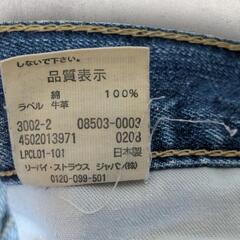 しないで下さい。
品質表示
綿 100%
ラベル 牛革
3002-2 08503-0003
4502013971 0208
LPCL01-101 日本製
リーバイ・ストラウス ジャパン(株)
0120-099-501